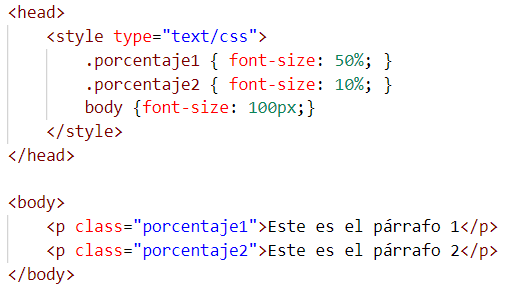 <head>
    <style type="text/css">
        .porcentaje1 { font-size: 50%; }
        .porcentaje2 { font-size: 10%; }
        body {font-size: 100px;}
    </style>
</head>

<body>
    <p class="porcentaje1">Este es el párrafo 1</p>
    <p class="porcentaje2">Este es el párrafo 2</p>
</body>